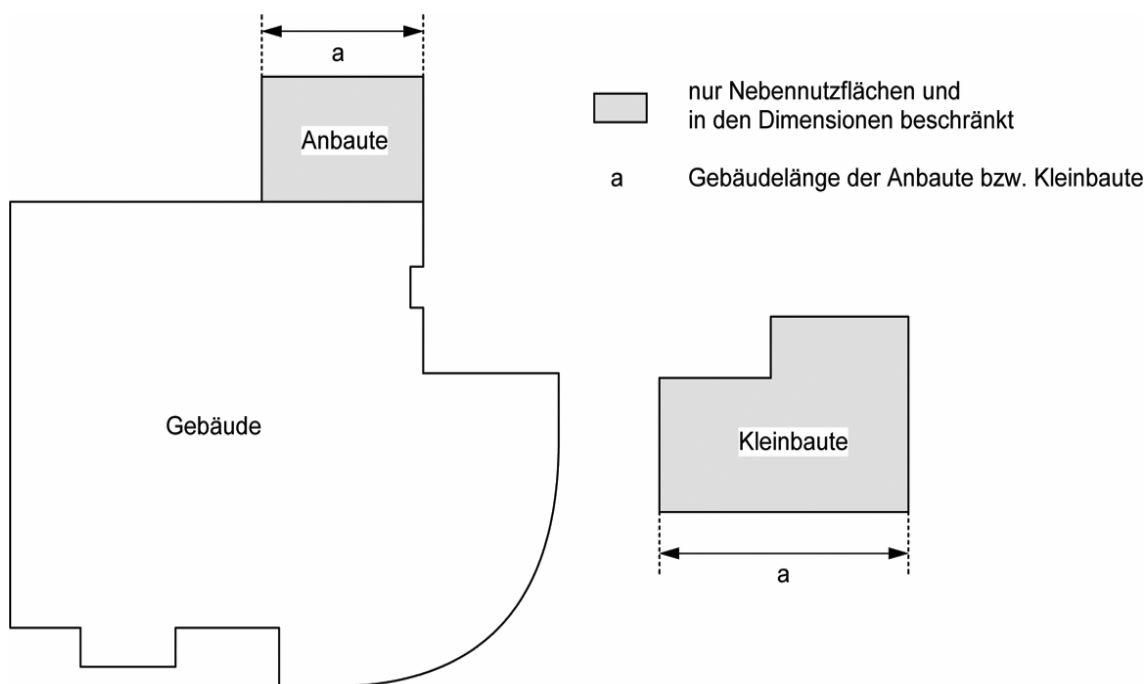 a
Anbaute
nur Nebennutzflächen und
in den Dimensionen beschränkt
a Gebäudelänge der Anbaute bzw. Kleinbaute
Gebäude
Kleinbaute
a